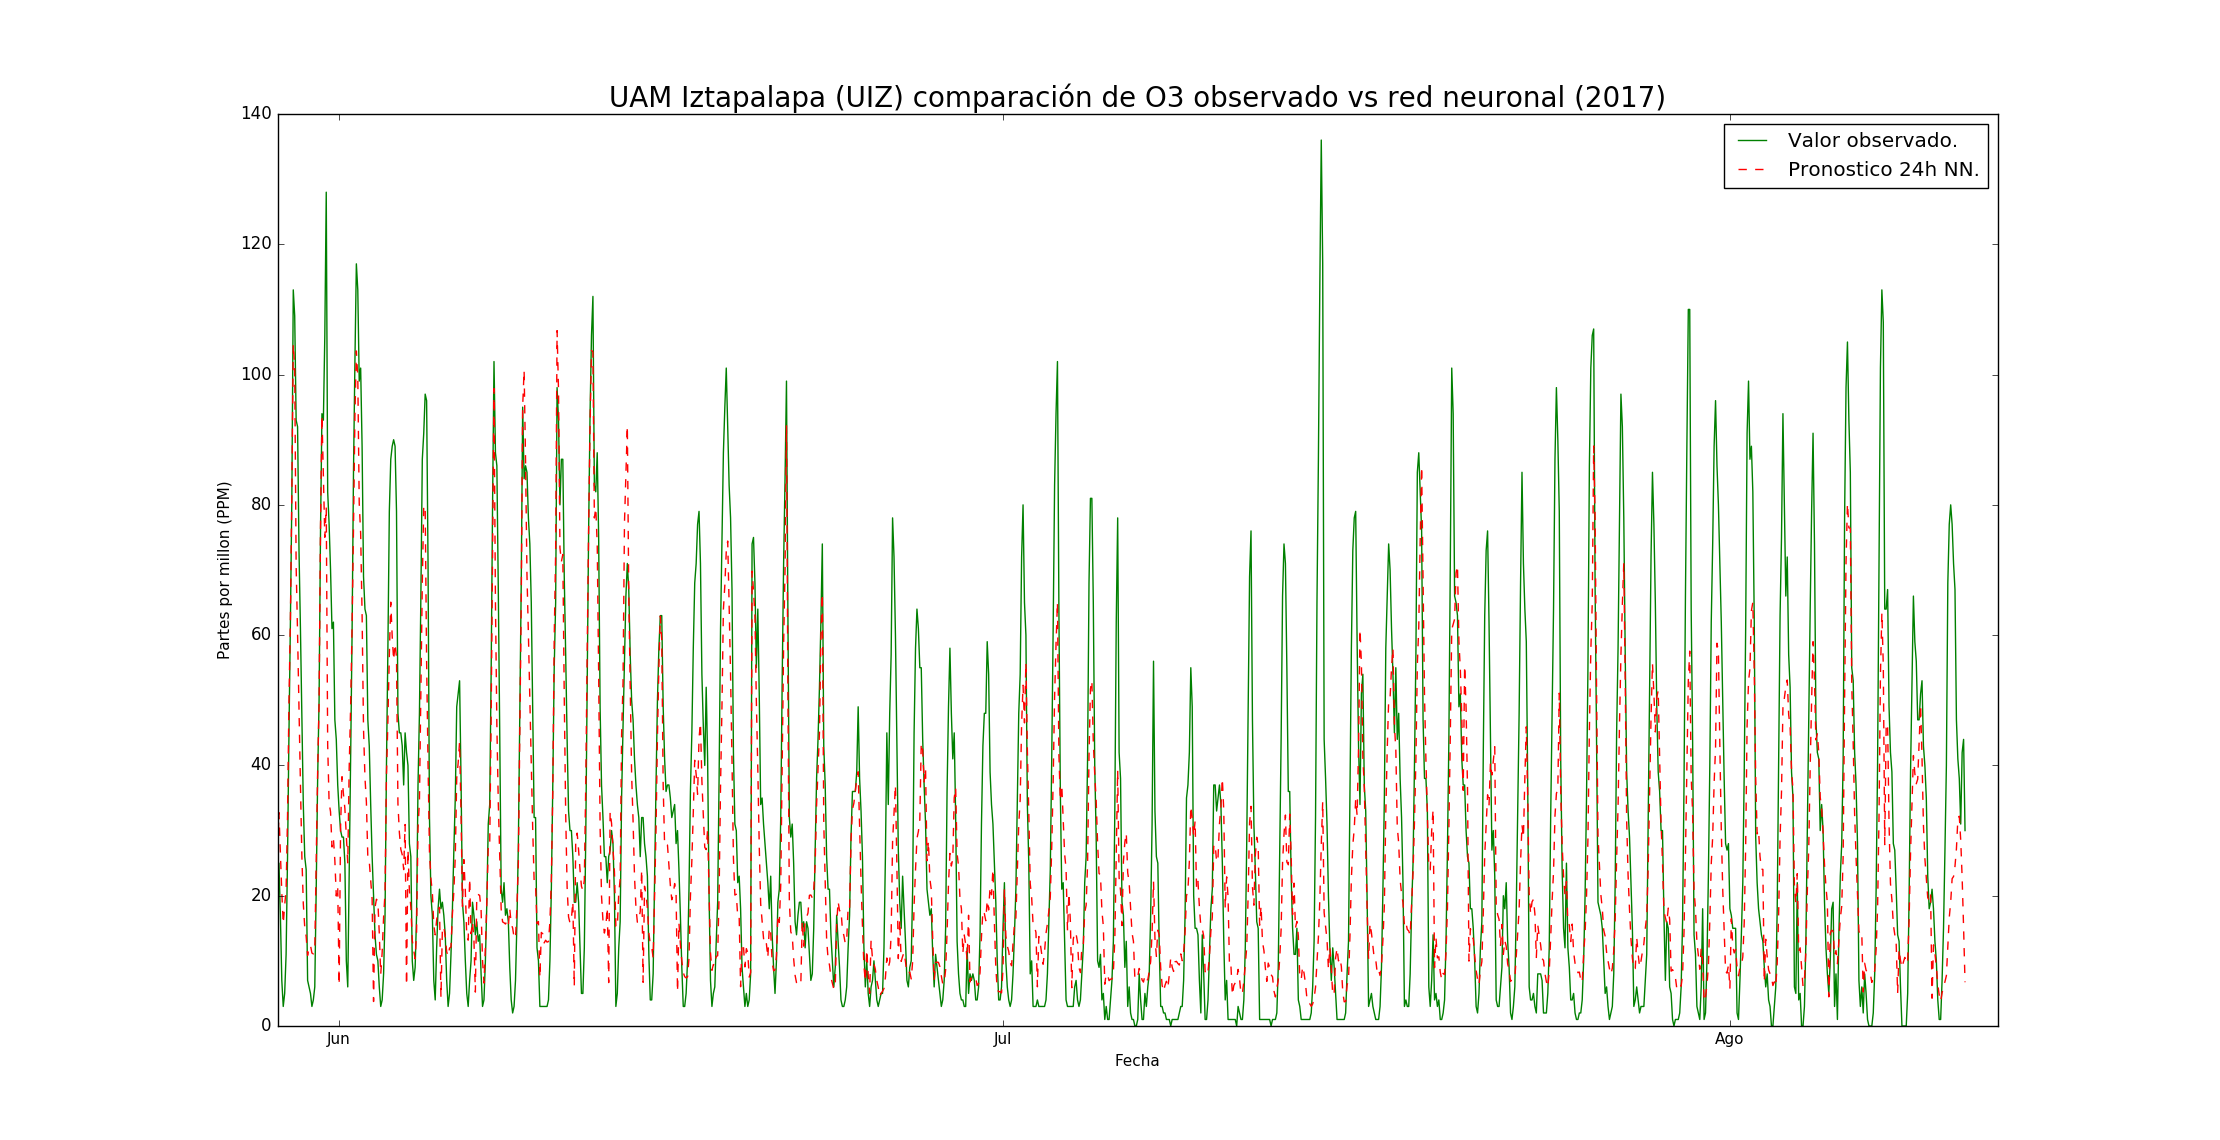 UAM Iztapalapa (UIZ) comparación de O3 observado vs red neuronal (2017)
140
120
100
80
60
40
20
0
Partes por millon (PPM)
Valor observado.
Pronostico 24h NN.
Jun
Jul
Ago
Fecha